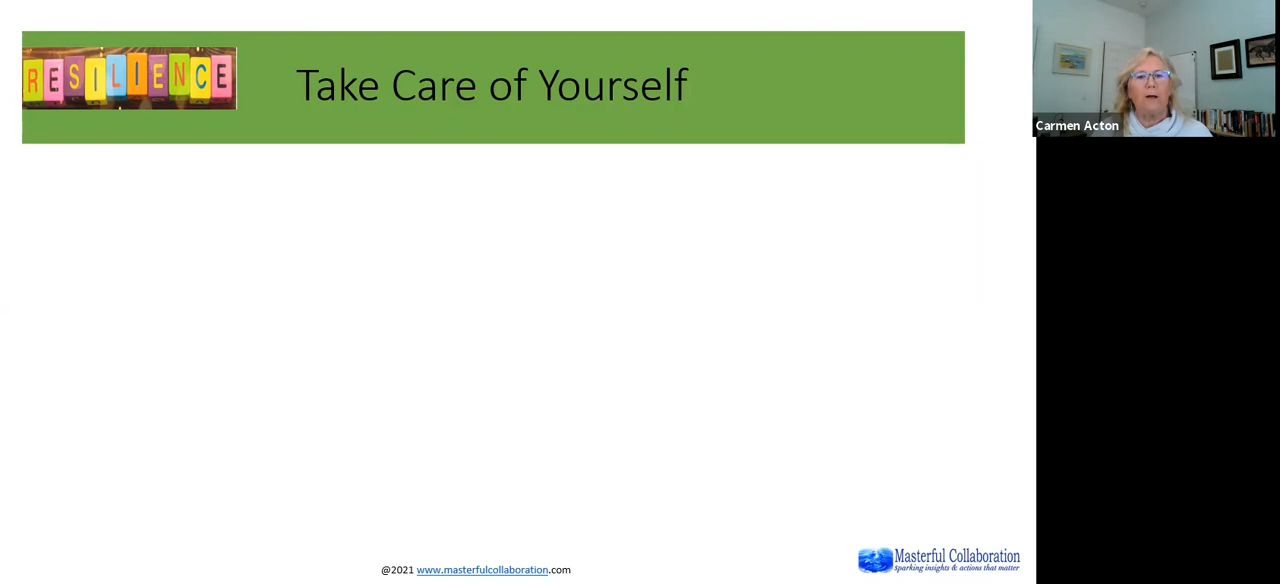 RESILIENCE
Take Care of Yourself
Carmen Acton
@2021 www.masterfulcollaboration.com
Masterful Collaboration
Sparking insights & actions that matter